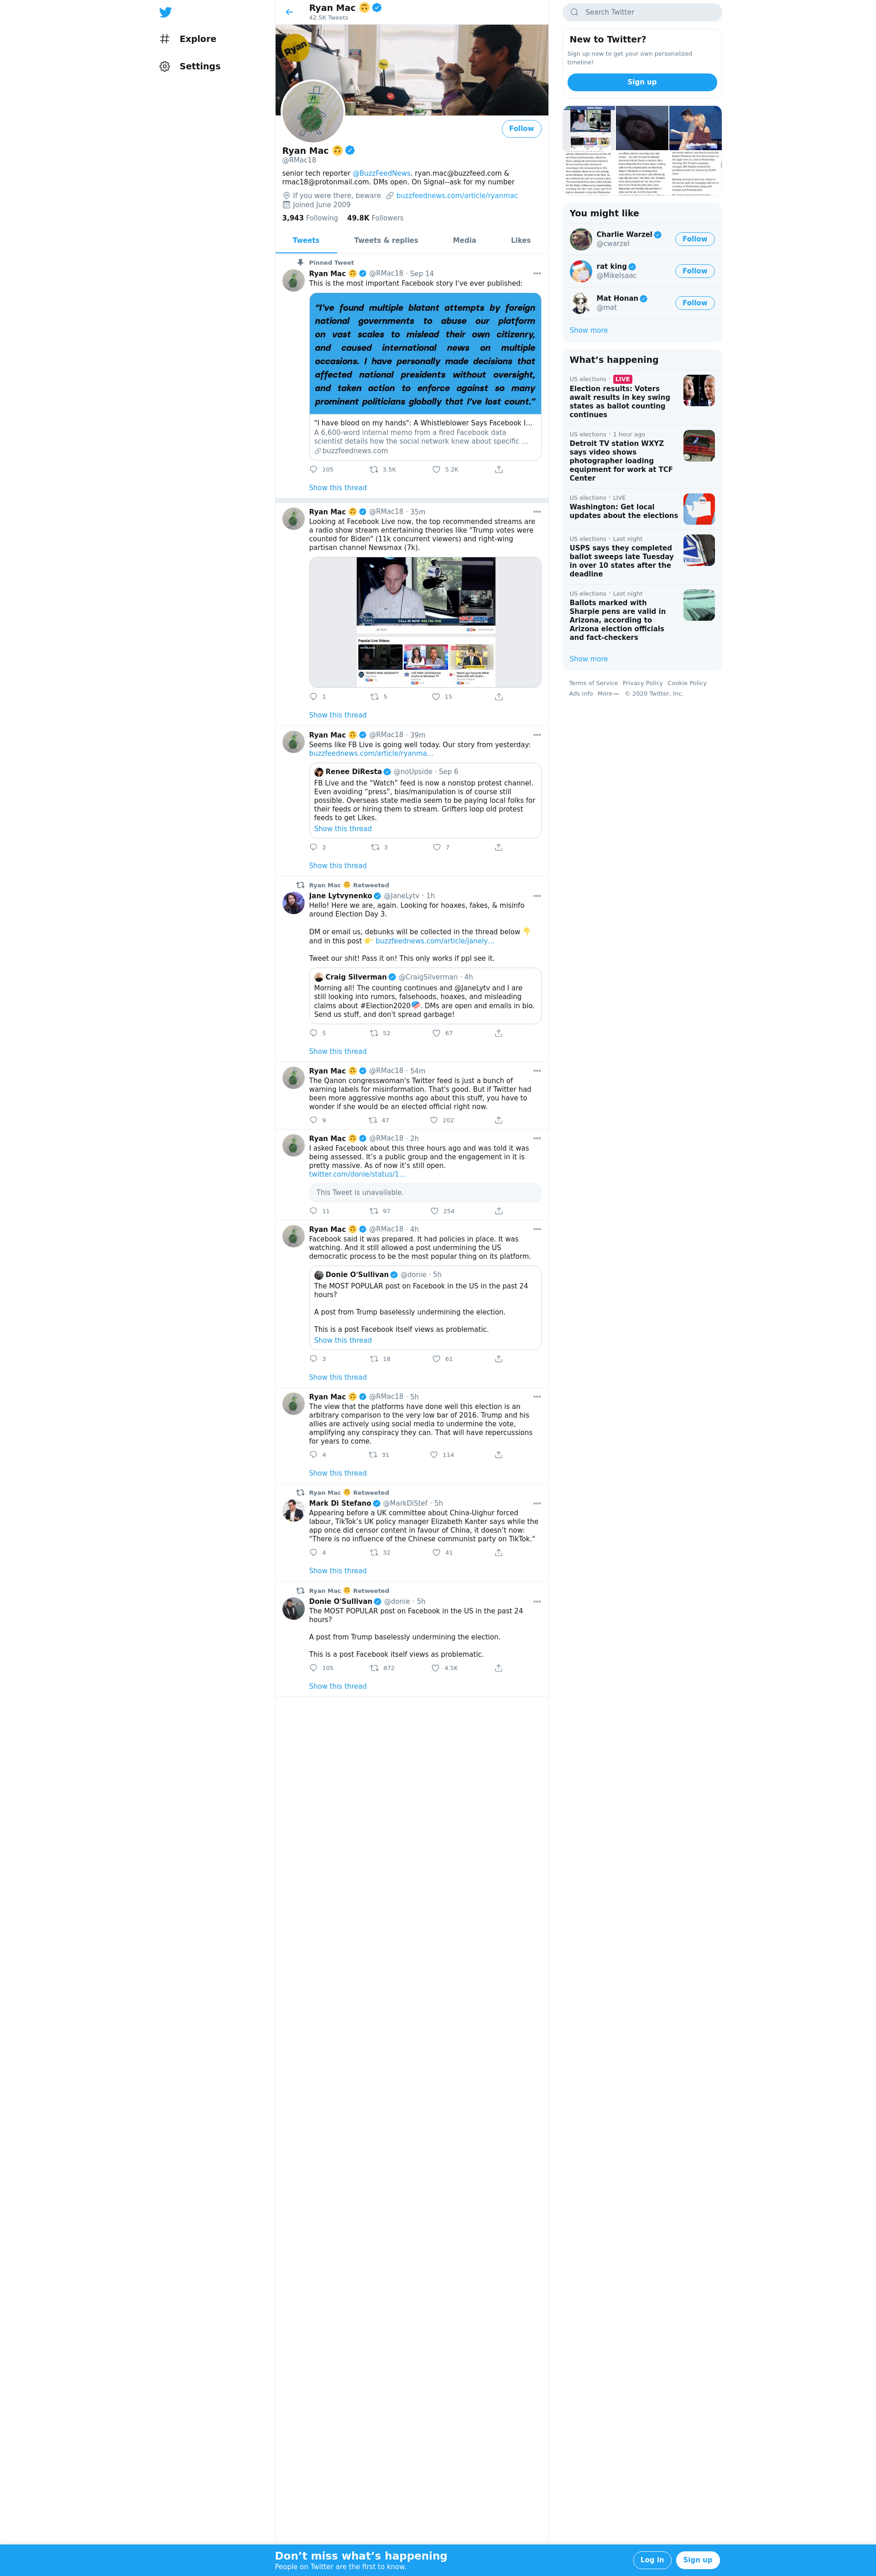 Explore
Settings
Ryan Mac 🙃
42.5K Tweets
Ryan
Follow
Ryan Mac 🙃
@RMac18
senior tech reporter @BuzzFeedNews. ryan.mac@buzzfeed.com &
rmac18@protonmail.com. DMs open. On Signal--ask for my number
If you were there, beware buzzfeednews.com/article/ryanmac
Joined June 2009
3,943 Following 49.8K Followers
Tweets Tweets & replies Media Likes
Pinned Tweet
Ryan Mac 🙃 @RMac18 · Sep 14
This is the most important Facebook story I've ever published:
"I've found multiple blatant attempts by foreign
national governments to abuse our platform
on vast scales to mislead their own citizenry,
and caused international news on multiple
occasions. I have personally made decisions that
affected national presidents without oversight,
and taken action to enforce against so many
prominent politicians globally that I've lost count."
"I have blood on my hands": A Whistleblower Says Facebook I...
A 6,600-word internal memo from a fired Facebook data
scientist details how the social network knew about specific ...
buzzfeednews.com
105 3.5K 5.2K
Show this thread
Ryan Mac 🙃 @RMac18 · 35m
Looking at Facebook Live now, the top recommended streams are
a radio show stream entertaining theories like "Trump votes were
counted for Biden" (11k concurrent viewers) and right-wing
partisan channel Newsmax (7k).
Popular Live Videos
1 5 15
Show this thread
Ryan Mac 🙃 @RMac18 · 39m
Seems like FB Live is going well today. Our story from yesterday:
buzzfeednews.com/article/ryanma...
Renee DiResta @noUpside · Sep 6
FB Live and the "Watch" feed is now a nonstop protest channel.
Even avoiding "press", bias/manipulation is of course still
possible. Overseas state media seem to be paying local folks for
their feeds or hiring them to stream. Grifters loop old protest
feeds to get Likes.
Show this thread
2 3 7
Show this thread
Ryan Mac 🙃 Retweeted
Jane Lytvynenko @JaneLytv · 1h
Hello! Here we are, again. Looking for hoaxes, fakes, & misinfo
around Election Day 3.
DM or email us, debunks will be collected in the thread below 👇
and in this post 👉 buzzfeednews.com/article/janely...
Tweet our shit! Pass it on! This only works if ppl see it.
Craig Silverman @CraigSilverman · 4h
Morning all! The counting continues and @JaneLytv and I are
still looking into rumors, falsehoods, hoaxes, and misleading
claims about #Election2020. DMs are open and emails in bio.
Send us stuff, and don't spread garbage!
5 52 67
Show this thread
Ryan Mac 🙃 @RMac18 · 54m
The Qanon congresswoman's Twitter feed is just a bunch of
warning labels for misinformation. That's good. But if Twitter had
been more aggressive months ago about this stuff, you have to
wonder if she would be an elected official right now.
9 47 202
Ryan Mac 🙃 @RMac18 · 2h
I asked Facebook about this three hours ago and was told it was
being assessed. It's a public group and the engagement in it is
pretty massive. As of now it's still open.
twitter.com/donie/status/1...
This Tweet is unavailable.
11 97 254
Ryan Mac 🙃 @RMac18 · 4h
Facebook said it was prepared. It had policies in place. It was
watching. And it still allowed a post undermining the US
democratic process to be the most popular thing on its platform.
Donie O'Sullivan @donie · 5h
The MOST POPULAR post on Facebook in the US in the past 24
hours?
A post from Trump baselessly undermining the election.
This is a post Facebook itself views as problematic.
Show this thread
3 18 61
Show this thread
Ryan Mac 🙃 @RMac18 · 5h
The view that the platforms have done well this election is an
arbitrary comparison to the very low bar of 2016. Trump and his
allies are actively using social media to undermine the vote,
amplifying any conspiracy they can. That will have repercussions
for years to come.
4 31 114
Show this thread
Ryan Mac 🙃 Retweeted
Mark Di Stefano @MarkDiStef · 5h
Appearing before a UK committee about China-Uighur forced
labour, TikTok's UK policy manager Elizabeth Kanter says while the
app once did censor content in favour of China, it doesn't now:
"There is no influence of the Chinese communist party on TikTok."
4 32 41
Show this thread
Ryan Mac 🙃 Retweeted
Donie O'Sullivan @donie · 5h
The MOST POPULAR post on Facebook in the US in the past 24
hours?
A post from Trump baselessly undermining the election.
This is a post Facebook itself views as problematic.
105 872 4.5K
Show this thread
Search Twitter
New to Twitter?
Sign up now to get your own personalized
timeline!
Sign up
You might like
Charlie Warzel
@cwarzel
Follow
rat king
@MikeIsaac
Follow
Mat Honan
@mat
Follow
Show more
What's happening
US elections · LIVE
Election results: Voters
await results in key swing
states as ballot counting
continues
US elections · 1 hour ago
Detroit TV station WXYZ
says video shows
photographer loading
equipment for work at TCF
Center
US elections · LIVE
Washington: Get local
updates about the elections
US elections · Last night
USPS says they completed
ballot sweeps late Tuesday
in over 10 states after the
deadline
US elections · Last night
Ballots marked with
Sharpie pens are valid in
Arizona, according to
Arizona election officials
and fact-checkers
Show more
Terms of Service Privacy Policy Cookie Policy
Ads info More © 2020 Twitter, Inc.
Don't miss what's happening
People on Twitter are the first to know.
Log in
Sign up